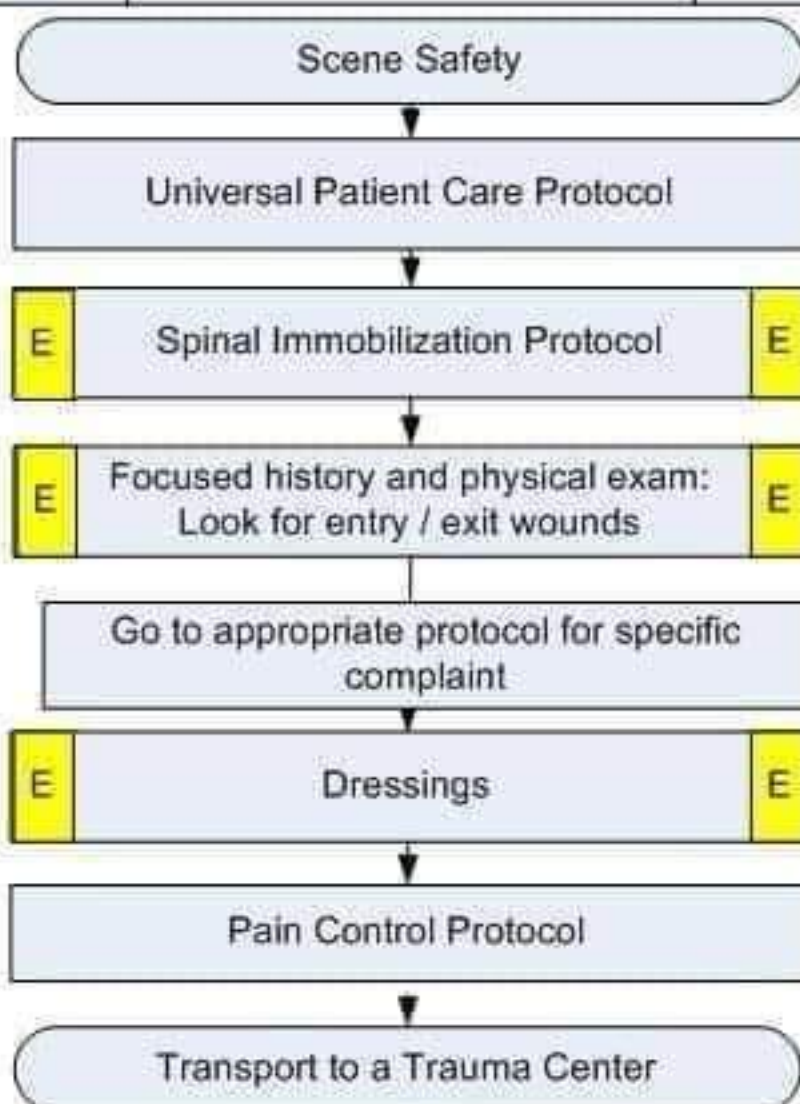 Scene Safety
Universal Patient Care Protocol
E Spinal Immobilization Protocol E
E Focused history and physical exam: E
Look for entry / exit wounds
Go to appropriate protocol for specific
complaint
E Dressings E
Pain Control Protocol
Transport to a Trauma Center